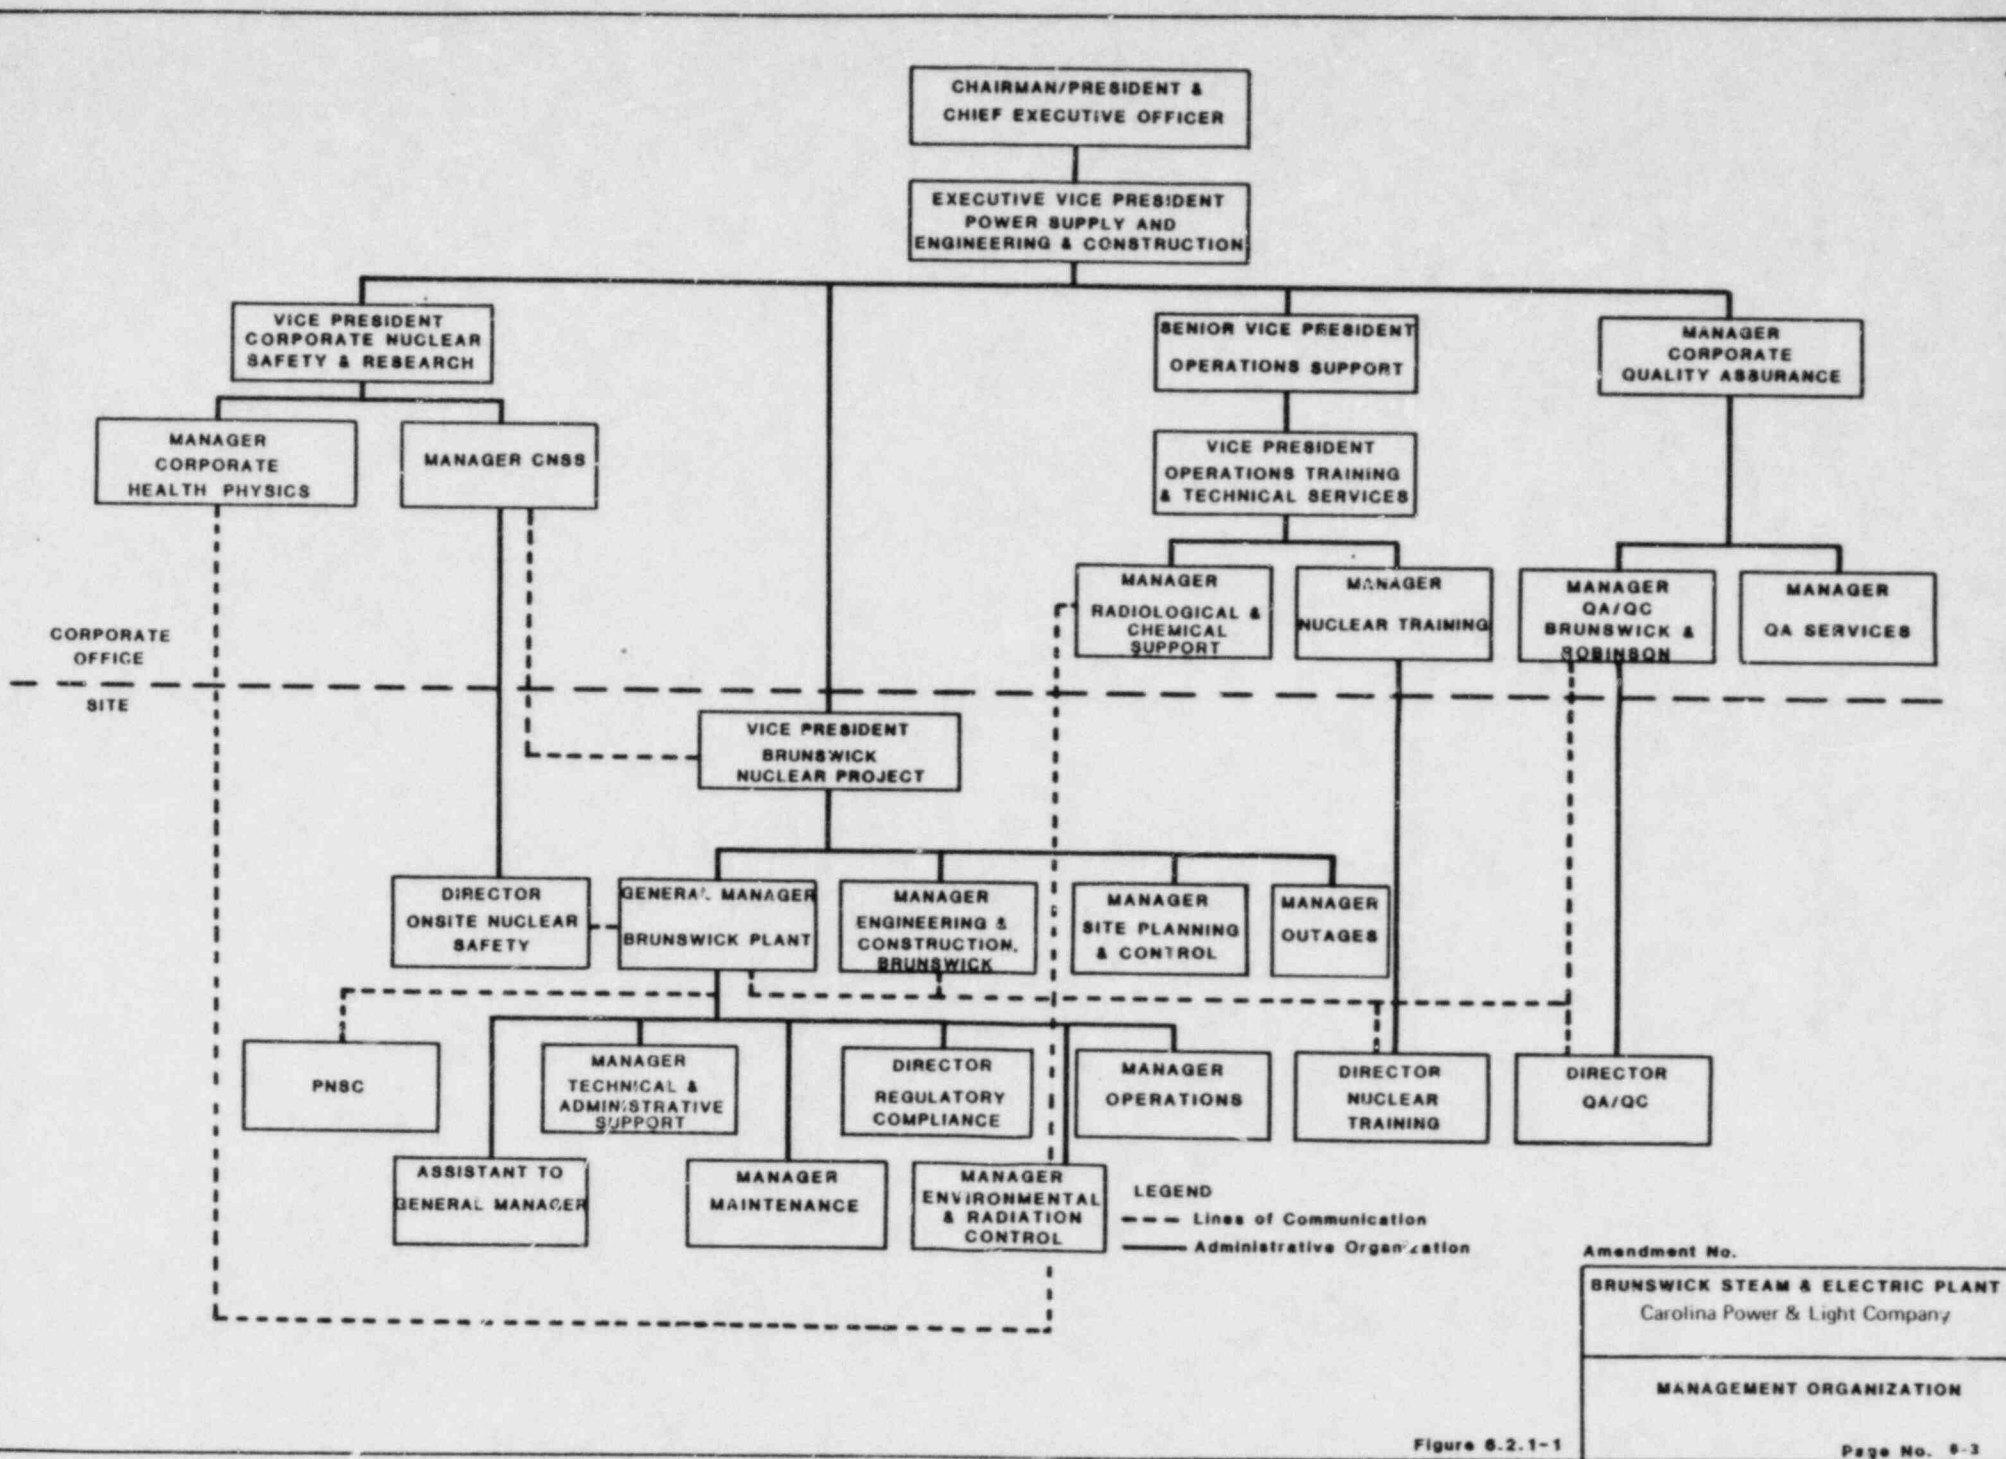 CHAIRMAN/PRESIDENT &
CHIEF EXECUTIVE OFFICER
EXECUTIVE VICE PRESIDENT
POWER SUPPLY AND
ENGINEERING & CONSTRUCTION
VICE PRESIDENT
CORPORATE NUCLEAR
SAFETY & RESEARCH
SENIOR VICE PRESIDENT
OPERATIONS SUPPORT
MANAGER
CORPORATE
QUALITY ASSURANCE
MANAGER
CORPORATE
HEALTH PHYSICS
MANAGER CNSS
VICE PRESIDENT
OPERATIONS TRAINING
& TECHNICAL SERVICES
MANAGER
RADIOLOGICAL &
CHEMICAL
SUPPORT
MANAGER
NUCLEAR TRAINING
MANAGER
QA/QC
BRUNSWICK &
ROBINSON
MANAGER
QA SERVICES
CORPORATE
OFFICE
SITE
VICE PRESIDENT
BRUNSWICK
NUCLEAR PROJECT
DIRECTOR
ONSITE NUCLEAR
SAFETY
GENERAL MANAGER
BRUNSWICK PLANT
MANAGER
ENGINEERING &
CONSTRUCTION,
BRUNSWICK
MANAGER
SITE PLANNING
& CONTROL
MANAGER
OUTAGES
PNSC
MANAGER
TECHNICAL &
ADMINISTRATIVE
SUPPORT
DIRECTOR
REGULATORY
COMPLIANCE
MANAGER
OPERATIONS
DIRECTOR
NUCLEAR
TRAINING
DIRECTOR
QA/QC
ASSISTANT TO
GENERAL MANAGER
MANAGER
MAINTENANCE
MANAGER
ENVIRONMENTAL
& RADIATION
CONTROL
LEGEND
Lines of Communication
Administrative Organization
Amendment No.
BRUNSWICK STEAM & ELECTRIC PLANT
Carolina Power & Light Company
MANAGEMENT ORGANIZATION
Figure 6.2.1-1
Page No. 6-3